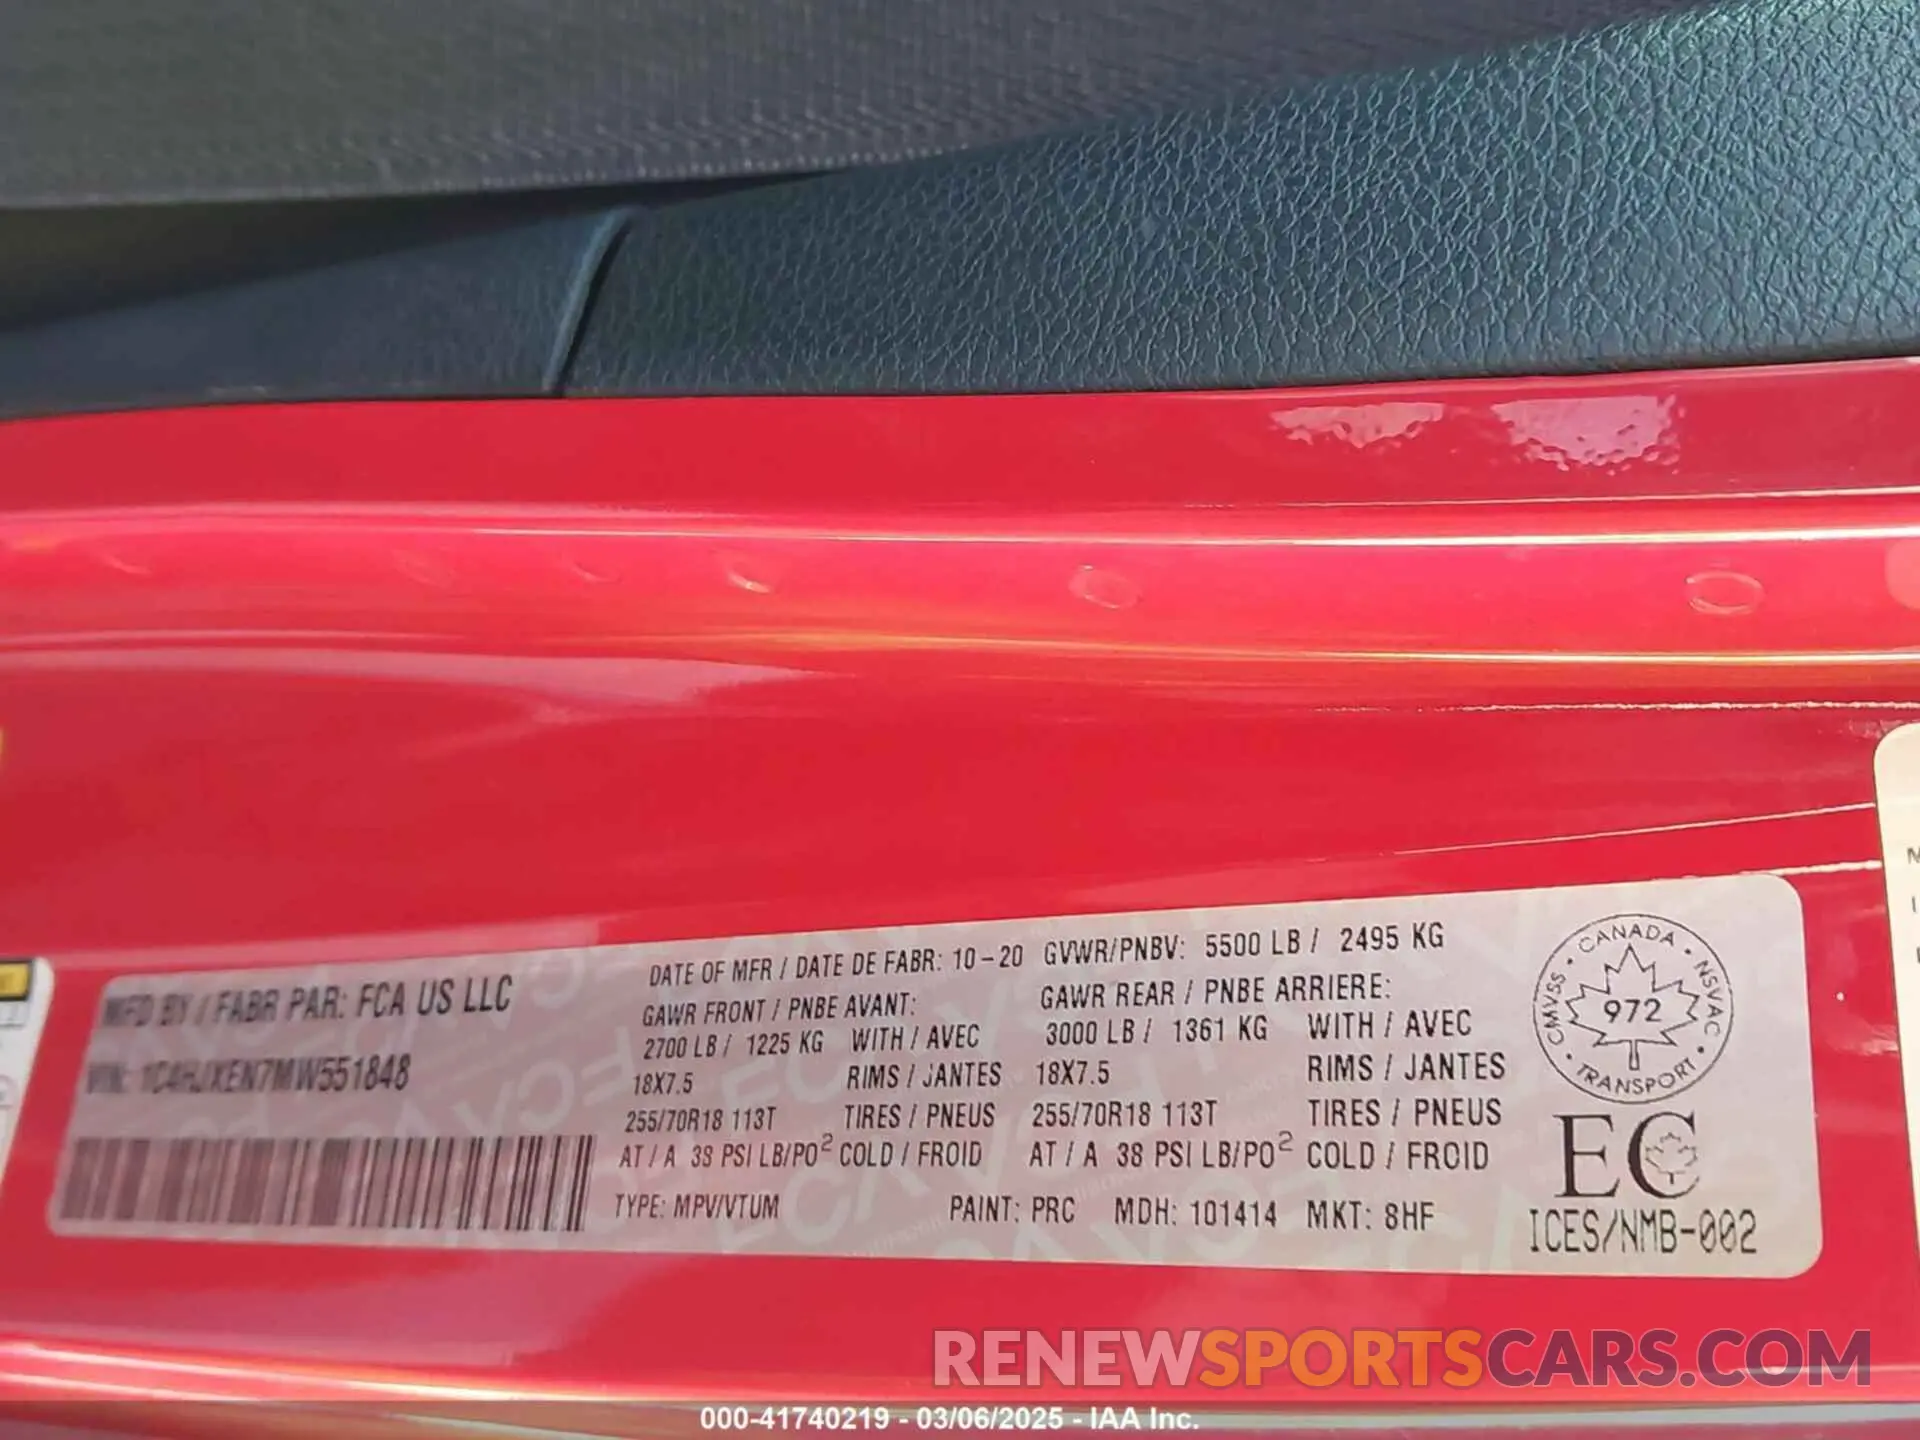 MFD BY / FABR PAR: FCA US LLC
VIN: 1C4HJXEN7MW551848
DATE OF MFR / DATE DE FABR: 10-20 GVWR/PNBV: 5500 LB / 2495 KG
GAWR FRONT / PNBE AVANT: GAWR REAR / PNBE ARRIERE:
2700 LB / 1225 KG WITH / AVEC 3000 LB / 1361 KG WITH / AVEC
18X7.5 RIMS / JANTES 18X7.5 RIMS / JANTES
255/70R18 113T TIRES / PNEUS 255/70R18 113T TIRES / PNEUS
AT / A 38 PSI LB/PO² COLD / FROID AT / A 38 PSI LB/PO² COLD / FROID
TYPE: MPV/VTUM PAINT: PRC MDH: 101414 MKT: 8HF
CANADA
CMVSS 972 NSVAC
TRANSPORT
EC
ICES/NMB-002
RENEWSPORTSCARS.COM
000-41740219 - 03/06/2025 - IAA Inc.